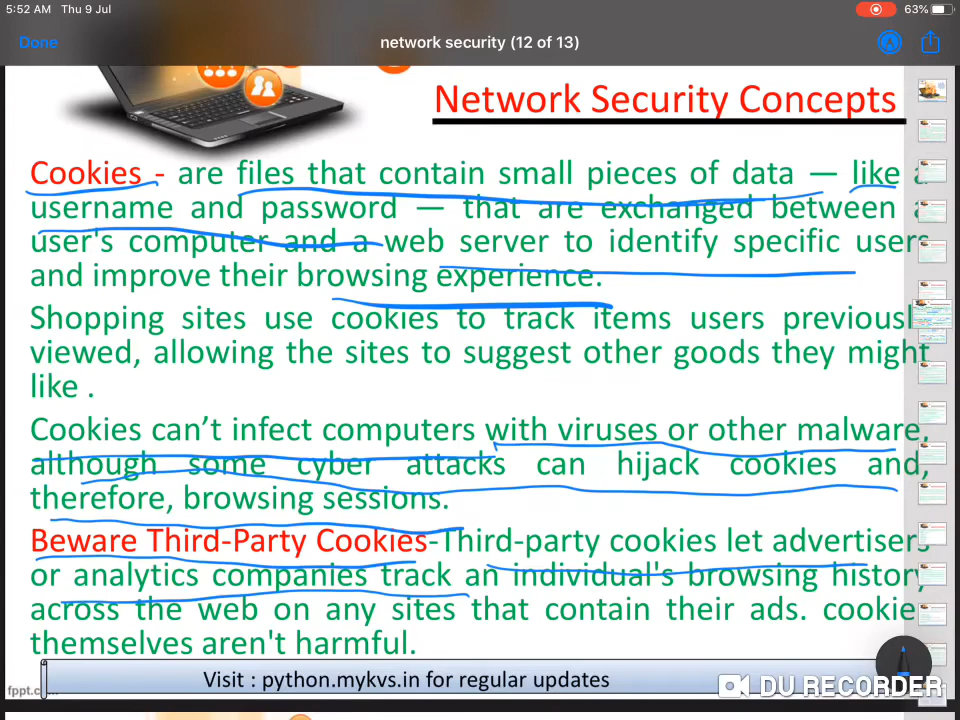 5:52 AM Thu 9 Jul 63%
Done network security (12 of 13)
Network Security Concepts
Cookies - are files that contain small pieces of data — like a
username and password — that are exchanged between a
user's computer and a web server to identify specific users
and improve their browsing experience.
Shopping sites use cookies to track items users previously
viewed, allowing the sites to suggest other goods they might
like .
Cookies can’t infect computers with viruses or other malware,
although some cyber attacks can hijack cookies and,
therefore, browsing sessions.
Beware Third-Party Cookies-Third-party cookies let advertisers
or analytics companies track an individual's browsing history
across the web on any sites that contain their ads. cookie
themselves aren't harmful.
Visit : python.mykvs.in for regular updates
DU RECORDER